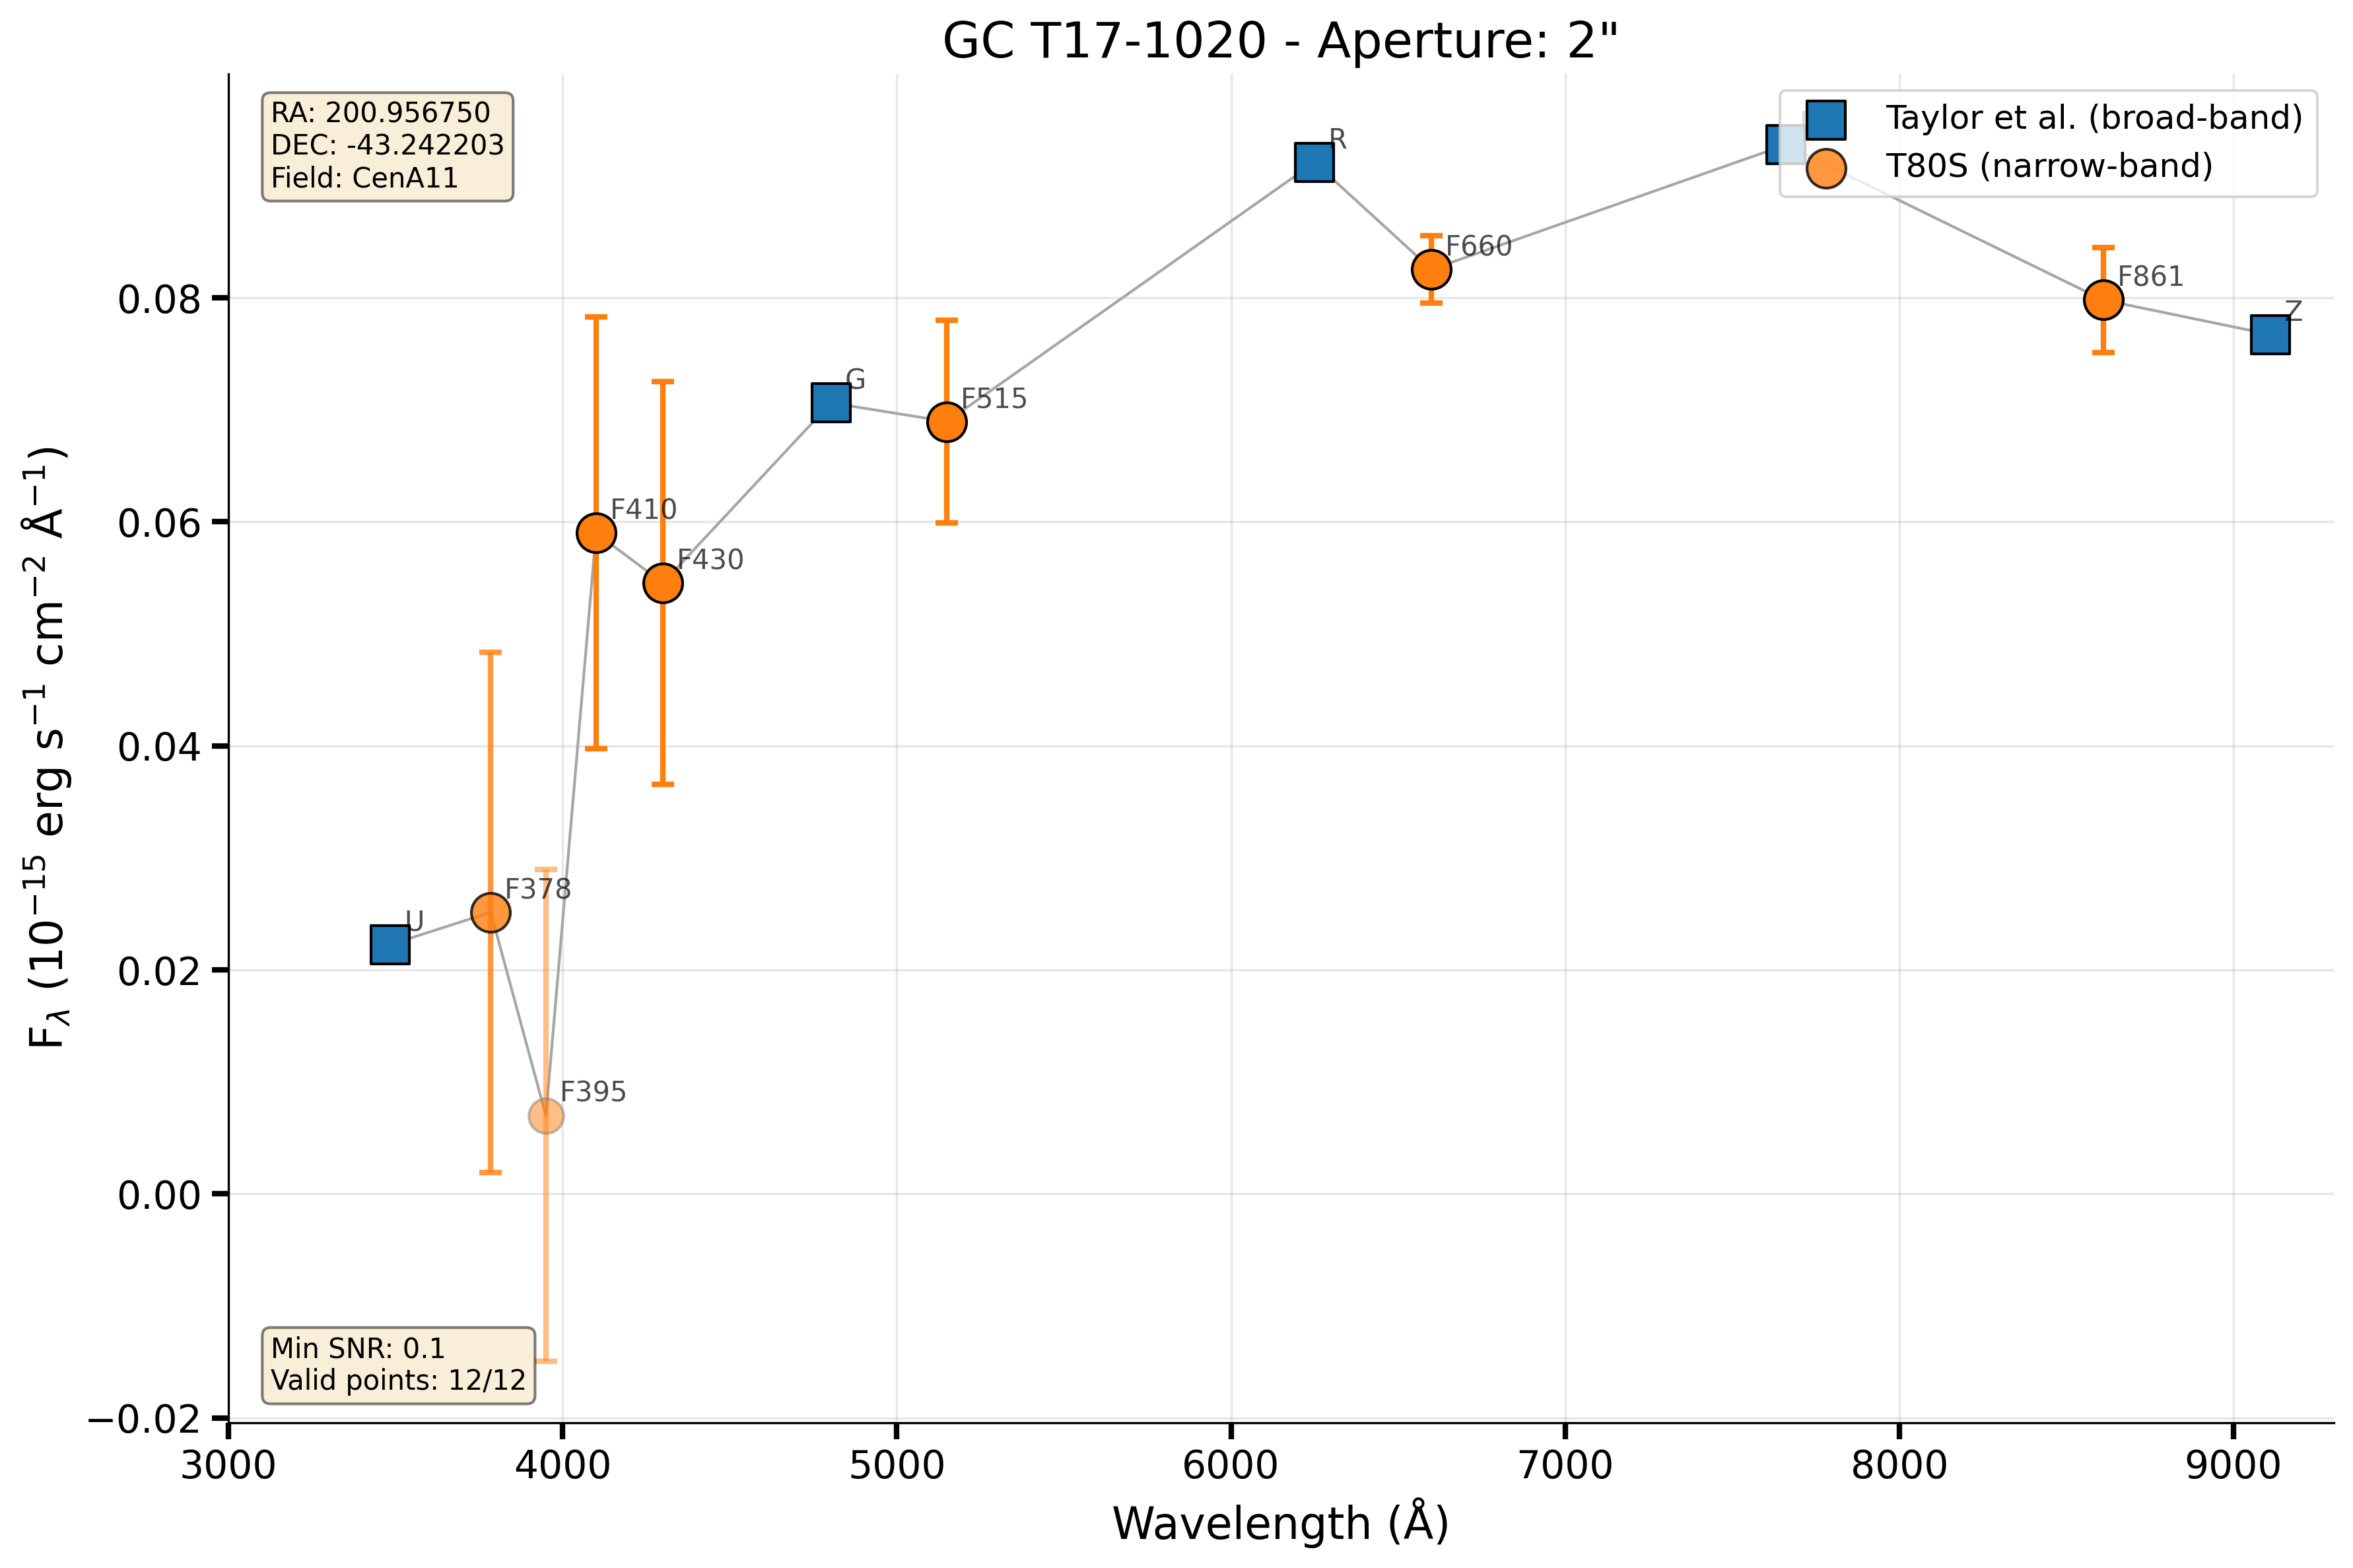 GC T17-1020 - Aperture: 2"
RA: 200.956750
DEC: -43.242203
Field: CenA11
Taylor et al. (broad-band)
T80S (narrow-band)
R
F660
F861
Z
G
F515
F410
F430
F378
U
F395
Min SNR: 0.1
Valid points: 12/12
0.08
0.06
0.04
0.02
0.00
−0.02
3000 4000 5000 6000 7000 8000 9000
Wavelength (Å)
F_λ (10⁻¹⁵ erg s⁻¹ cm⁻² Å⁻¹)